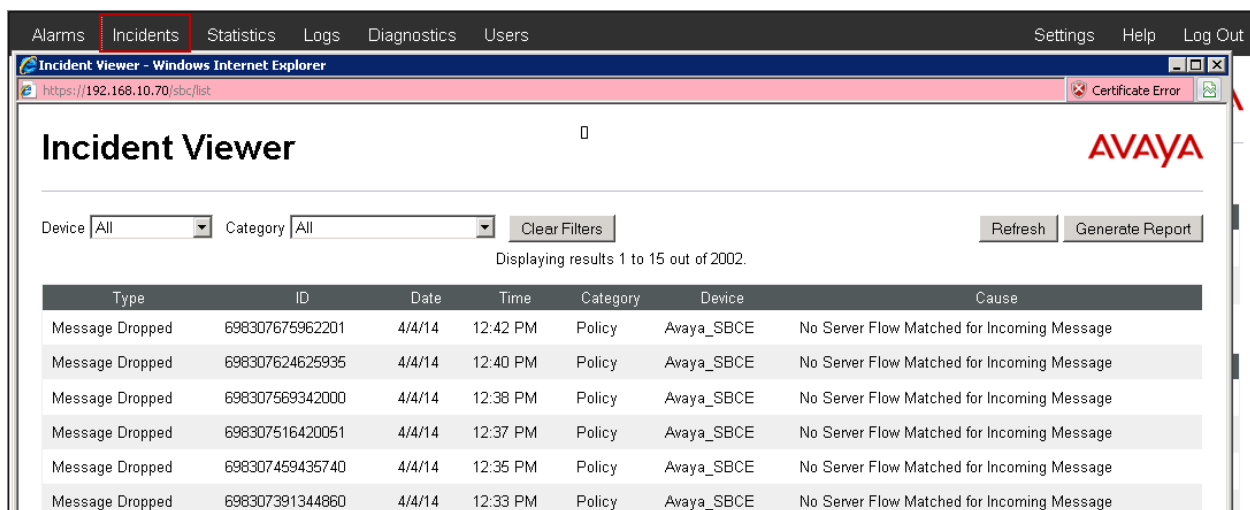 Alarms Incidents Statistics Logs Diagnostics Users Settings Help Log Out
Incident Viewer - Windows Internet Explorer
https://192.168.10.70/sbc/list Certificate Error
Incident Viewer AVAYA
Device All Category All Clear Filters Refresh Generate Report
Displaying results 1 to 15 out of 2002.
Type ID Date Time Category Device Cause
Message Dropped 698307675962201 4/4/14 12:42 PM Policy Avaya_SBCE No Server Flow Matched for Incoming Message
Message Dropped 698307624625935 4/4/14 12:40 PM Policy Avaya_SBCE No Server Flow Matched for Incoming Message
Message Dropped 698307569342000 4/4/14 12:38 PM Policy Avaya_SBCE No Server Flow Matched for Incoming Message
Message Dropped 698307516420051 4/4/14 12:37 PM Policy Avaya_SBCE No Server Flow Matched for Incoming Message
Message Dropped 698307459435740 4/4/14 12:35 PM Policy Avaya_SBCE No Server Flow Matched for Incoming Message
Message Dropped 698307391344860 4/4/14 12:33 PM Policy Avaya_SBCE No Server Flow Matched for Incoming Message